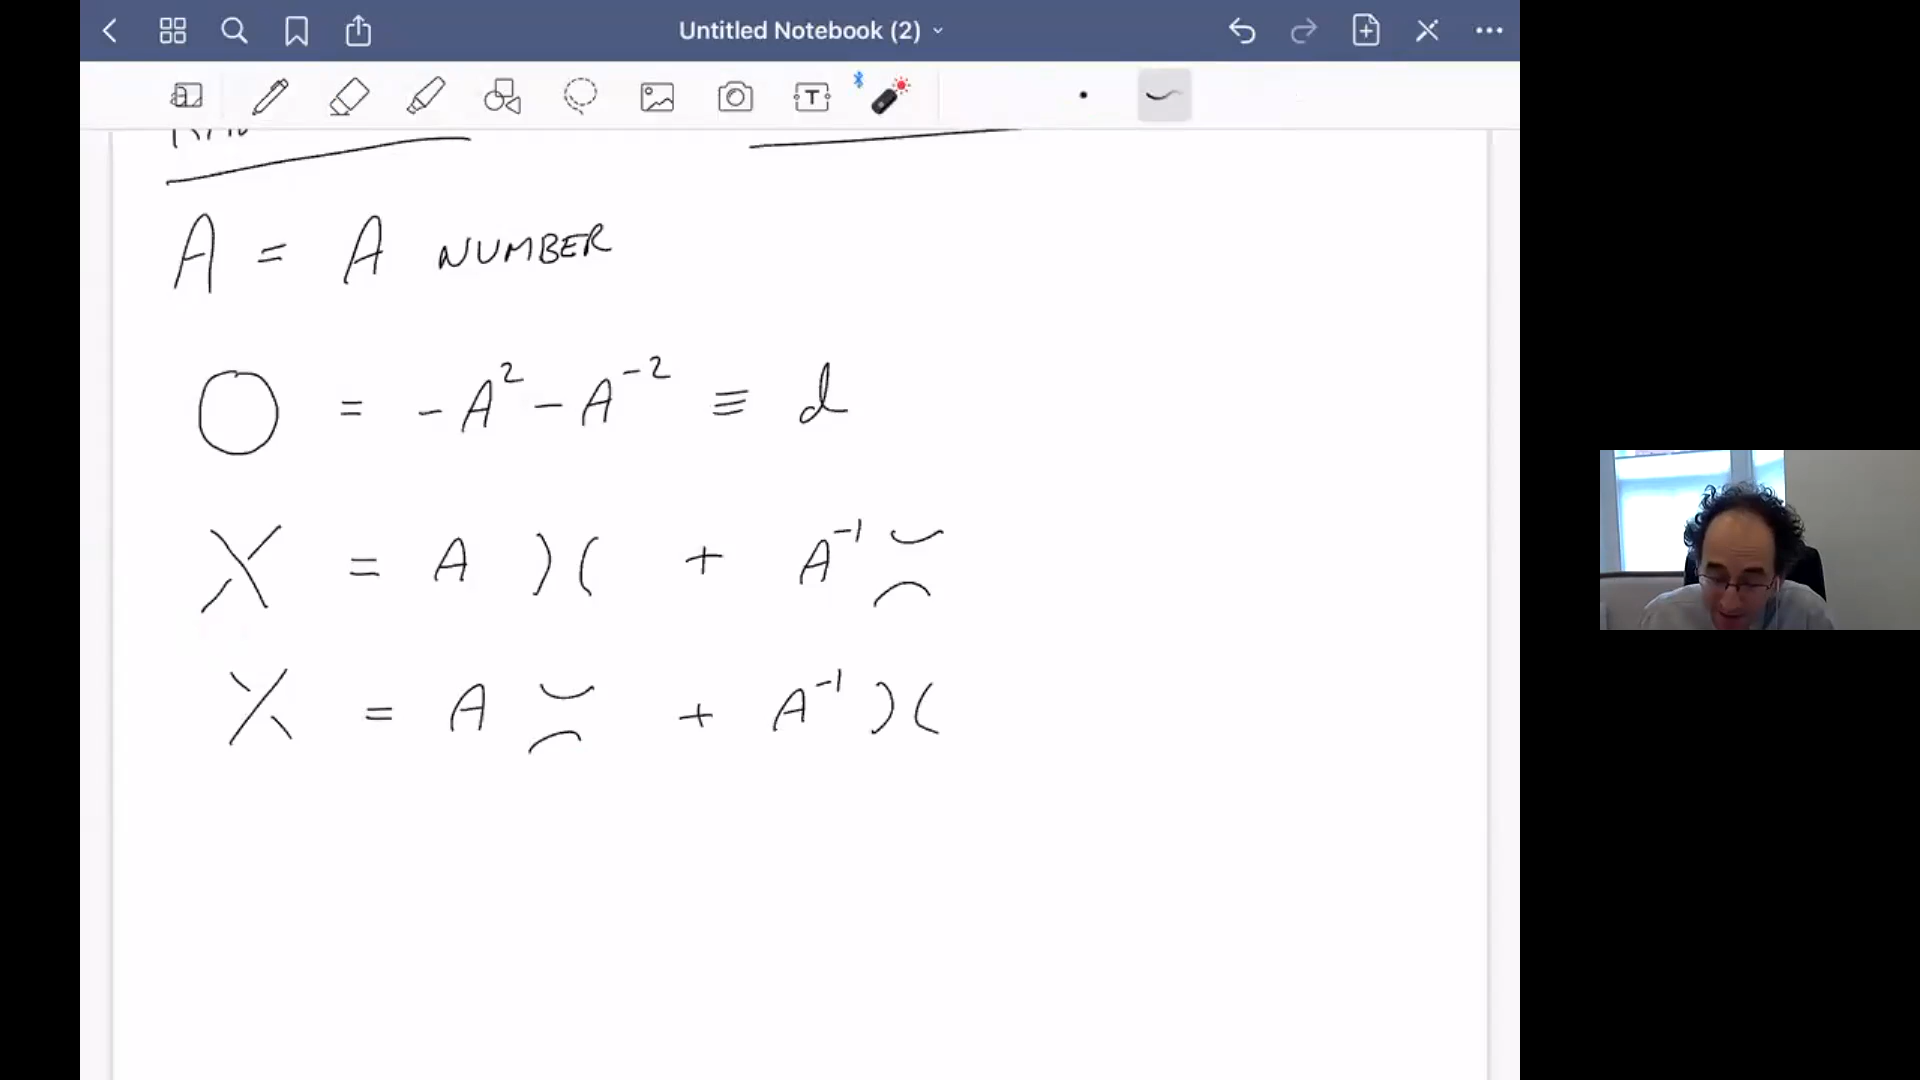 Untitled Notebook (2)
A = A NUMBER
O = -A² - A⁻² ≡ d
X = A )( + A⁻¹ ⌣⌢
X = A ⌣⌢ + A⁻¹ )(